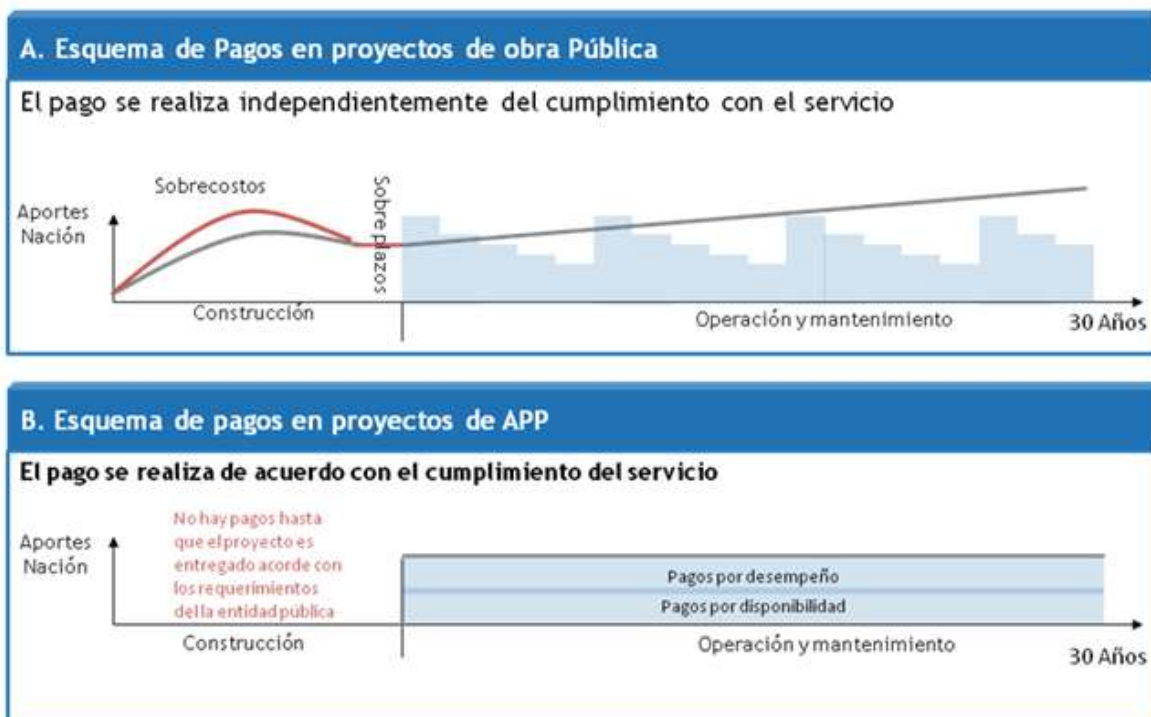 A. Esquema de Pagos en proyectos de obra Pública
El pago se realiza independientemente del cumplimiento con el servicio
Sobrecostos
Sobre plazos
Aportes
Nación
Construcción
Operación y mantenimiento
30 Años
B. Esquema de pagos en proyectos de APP
El pago se realiza de acuerdo con el cumplimiento del servicio
No hay pagos hasta
que el proyecto es
entregado acorde con
los requerimientos
de la entidad pública
Aportes
Nación
Pagos por desempeño
Pagos por disponibilidad
Construcción
Operación y mantenimiento
30 Años